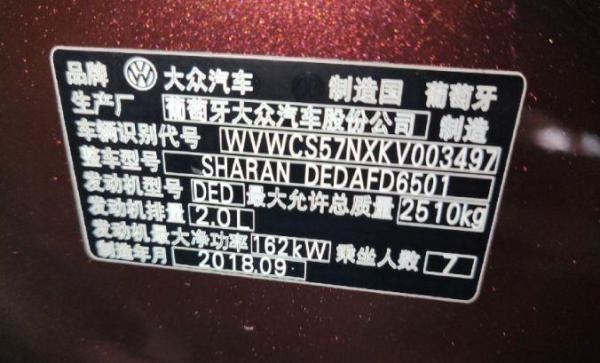 品牌 大众汽车 制造国 葡萄牙
生产厂 葡萄牙大众汽车股份公司 制造
车辆识别代号 WVWCS57NXKV003497
整车型号 SHARAN DEDAFD6501
发动机型号 DED 最大允许总质量 2510kg
发动机排量 2.0L
发动机最大净功率 162kW 乘坐人数 7
制造年月 2018.09